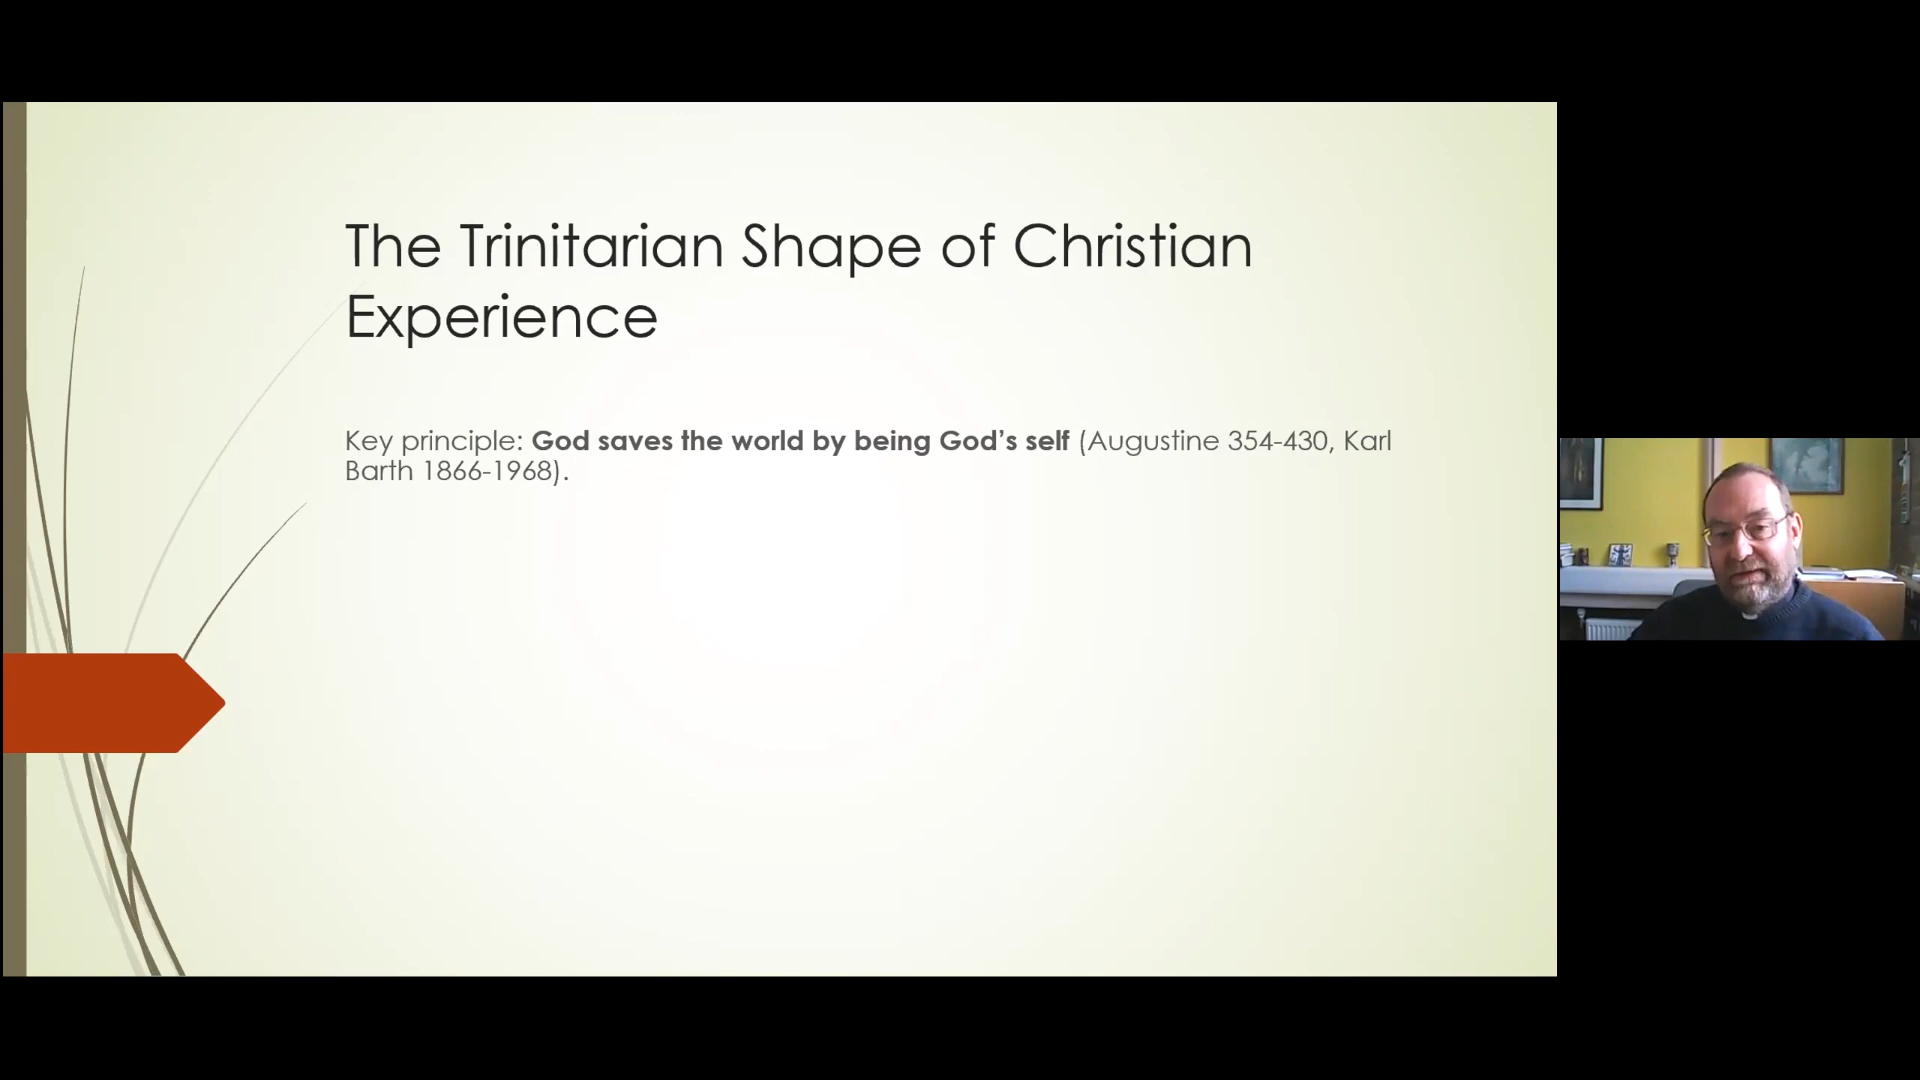 The Trinitarian Shape of Christian
Experience
Key principle: God saves the world by being God’s self (Augustine 354-430, Karl
Barth 1866-1968).